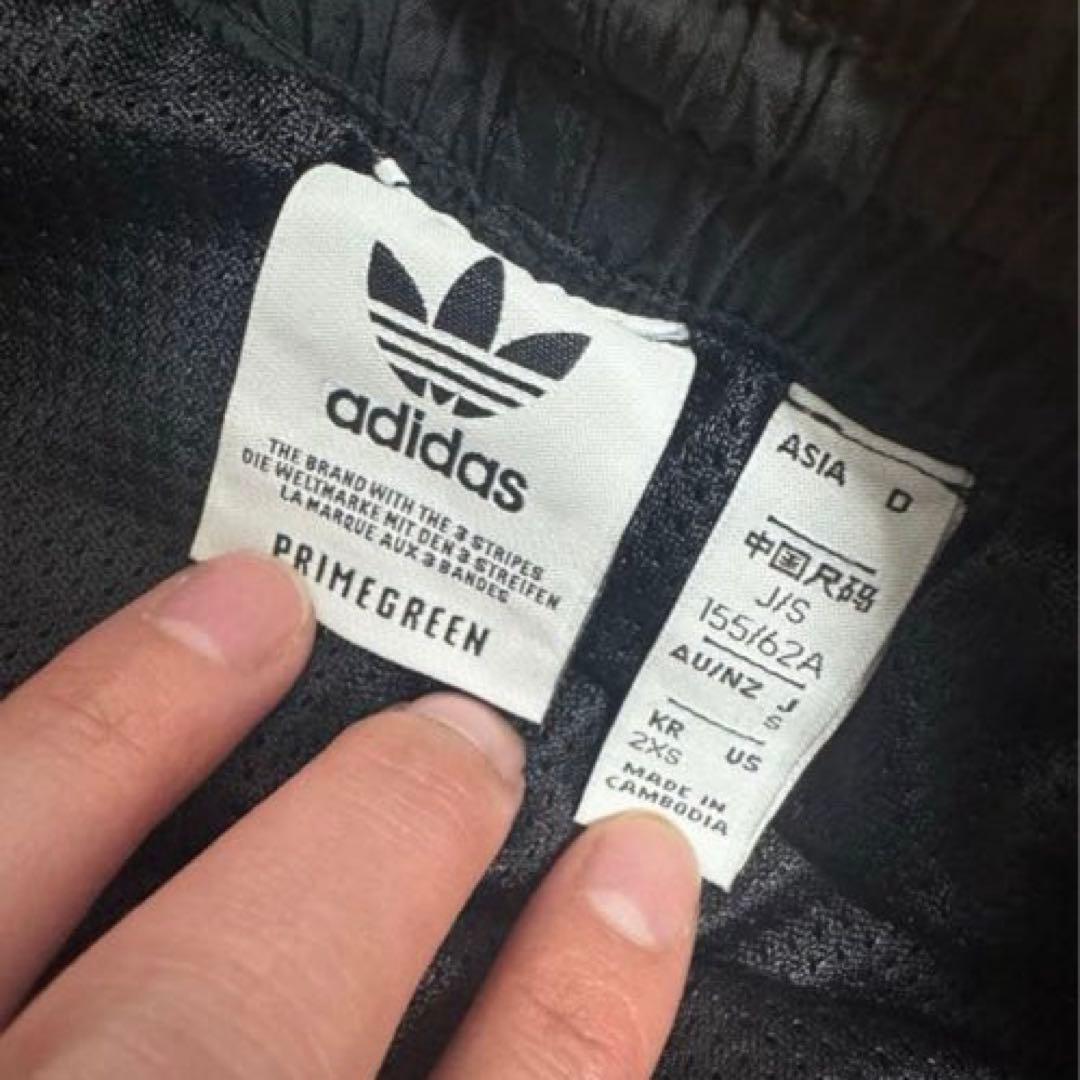 adidas
THE BRAND WITH THE 3 STRIPES
DIE WELTMARKE MIT DEN 3 STREIFEN
LA MARQUE AUX 3 BANDES
PRIMEGREEN
ASIA D
中国尺码
J/S
155/62A
AU/NZ J
S
KR US
2XS
MADE IN
CAMBODIA